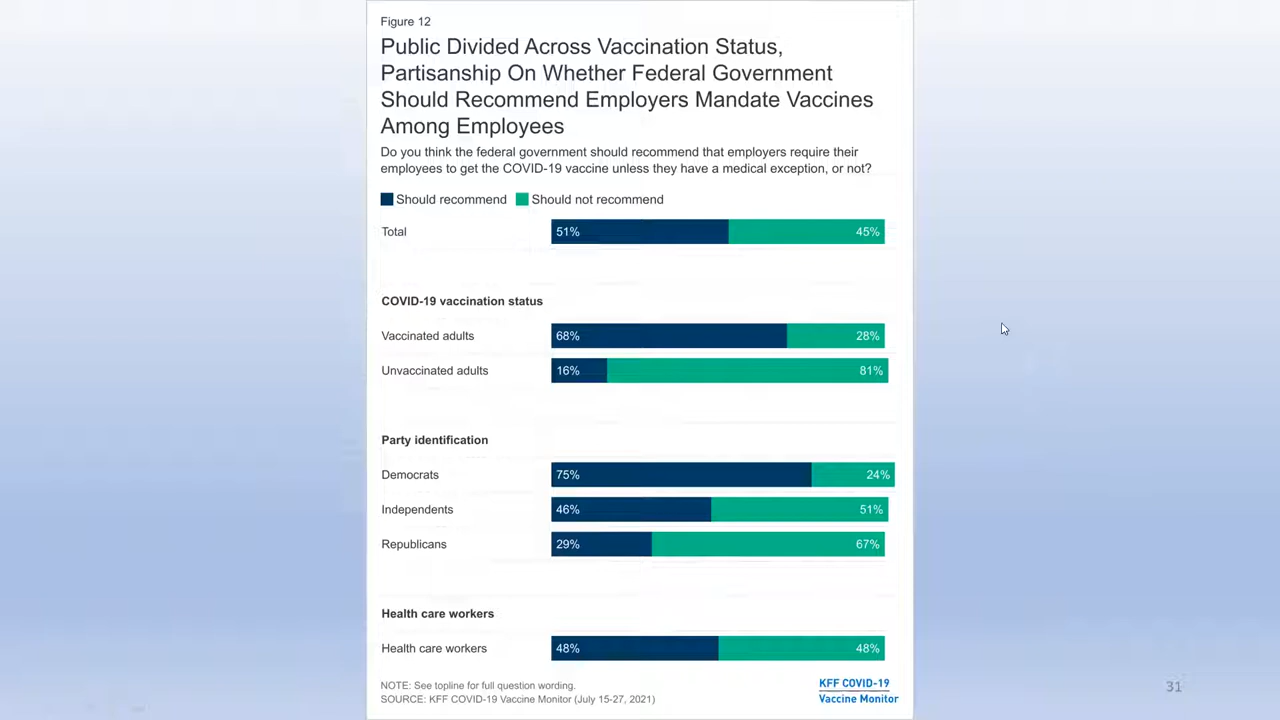 Figure 12
Public Divided Across Vaccination Status,
Partisanship On Whether Federal Government
Should Recommend Employers Mandate Vaccines
Among Employees
Do you think the federal government should recommend that employers require their
employees to get the COVID-19 vaccine unless they have a medical exception, or not?
Should recommend Should not recommend
Total 51% 45%
COVID-19 vaccination status
Vaccinated adults 68% 28%
Unvaccinated adults 16% 81%
Party identification
Democrats 75% 24%
Independents 46% 51%
Republicans 29% 67%
Health care workers
Health care workers 48% 48%
NOTE: See topline for full question wording.
SOURCE: KFF COVID-19 Vaccine Monitor (July 15-27, 2021)
KFF COVID-19
Vaccine Monitor
31